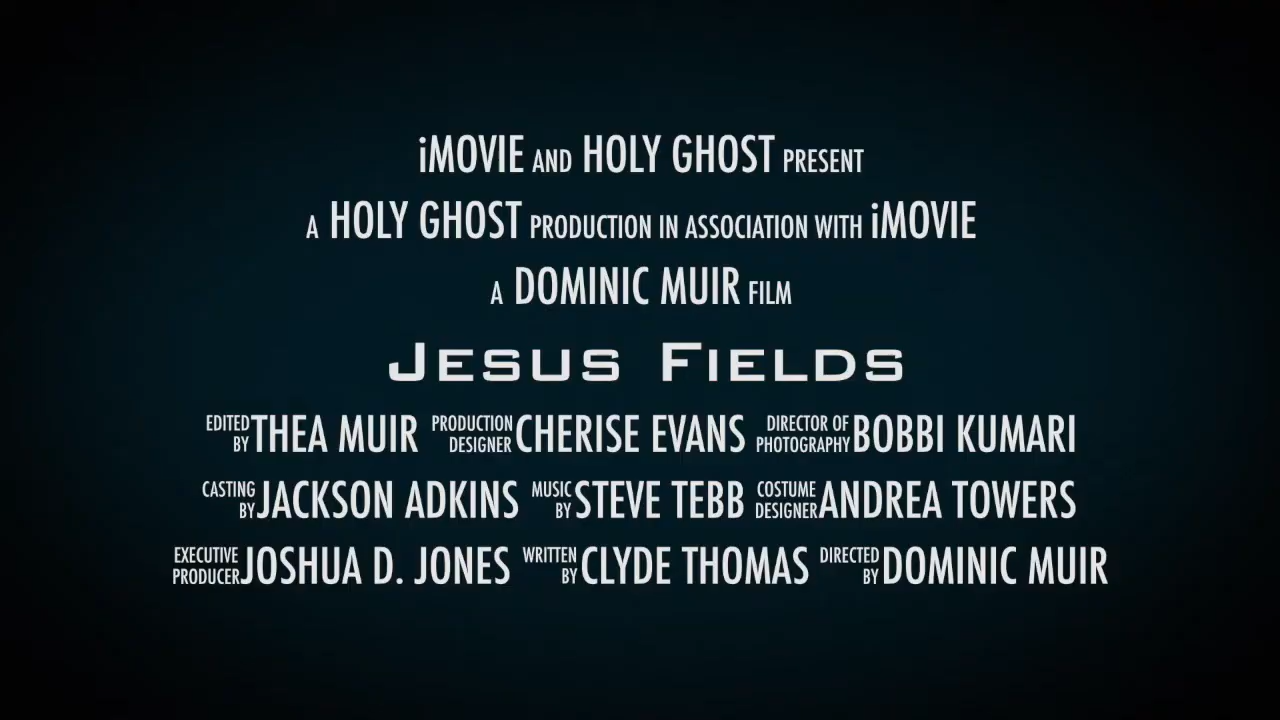 iMOVIE AND HOLY GHOST PRESENT
A HOLY GHOST PRODUCTION IN ASSOCIATION WITH iMOVIE
A DOMINIC MUIR FILM
JESUS FIELDS
EDITED BY THEA MUIR PRODUCTION DESIGNER CHERISE EVANS DIRECTOR OF PHOTOGRAPHY BOBBI KUMARI
CASTING BY JACKSON ADKINS MUSIC BY STEVE TEBB COSTUME DESIGNER ANDREA TOWERS
EXECUTIVE PRODUCER JOSHUA D. JONES WRITTEN BY CLYDE THOMAS DIRECTED BY DOMINIC MUIR